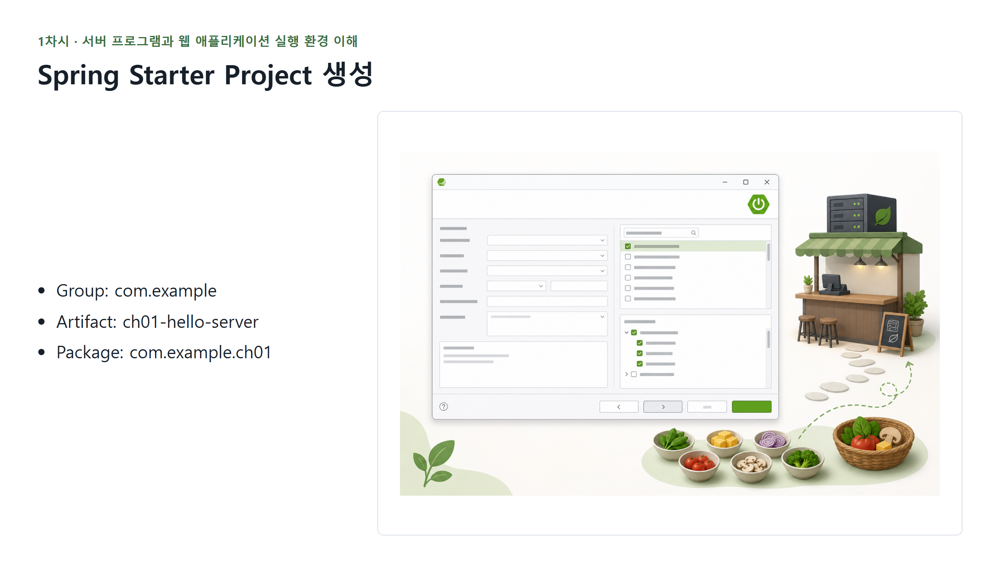 1차시 · 서버 프로그램과 웹 애플리케이션 실행 환경 이해
Spring Starter Project 생성
• Group: com.example
• Artifact: ch01-hello-server
• Package: com.example.ch01